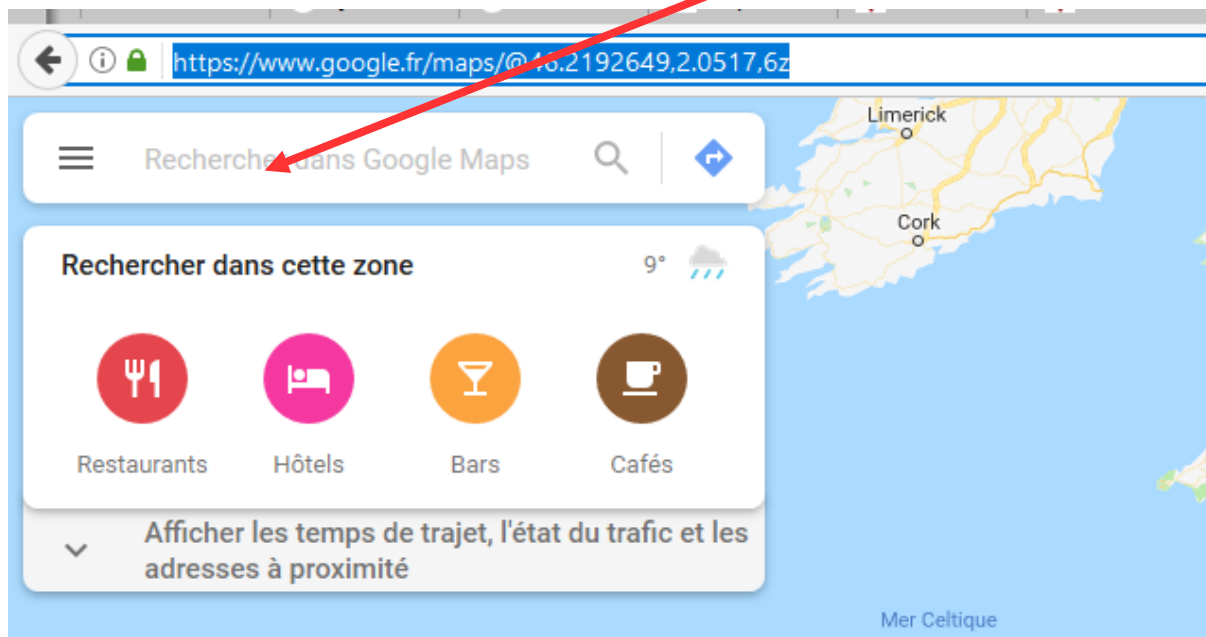 https://www.google.fr/maps/@46.2192649,2.0517,6z
Rechercher dans Google Maps
Limerick
Cork
Rechercher dans cette zone
9°
Restaurants
Hôtels
Bars
Cafés
Afficher les temps de trajet, l'état du trafic et les
adresses à proximité
Mer Celtique